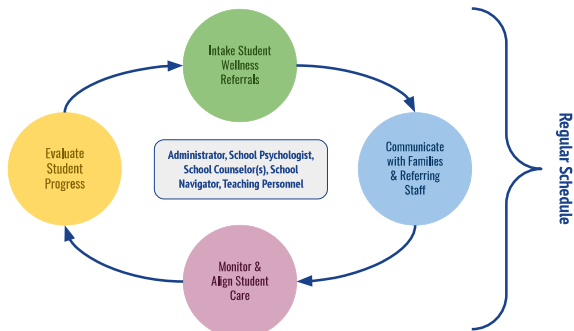 Intake Student
Wellness
Referrals
Evaluate
Student
Progress
Administrator, School Psychologist,
School Counselor(s), School
Navigator, Teaching Personnel
Communicate
with Families
& Referring
Staff
Monitor &
Align Student
Care
Regular Schedule